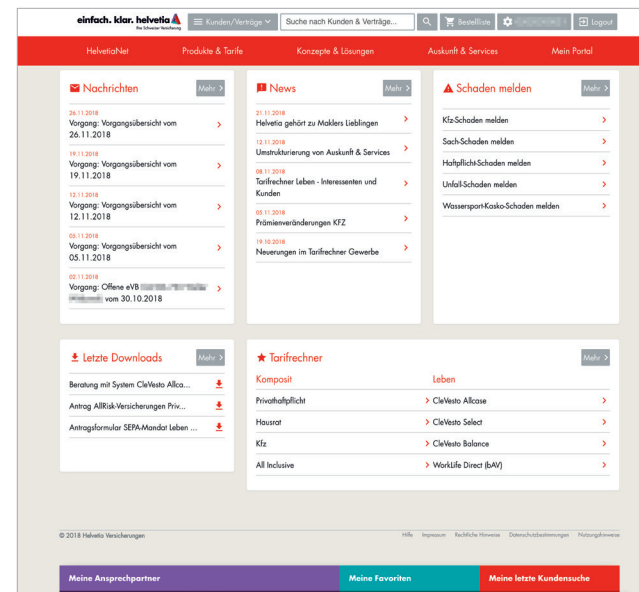 einfach. klar. helvetia
Ihre Schweizer Versicherung
Kunden/Verträge
Suche nach Kunden & Verträge...
Bestellliste
Logout
HelvetiaNet
Produkte & Tarife
Konzepte & Lösungen
Auskunft & Services
Mein Portal
Nachrichten
Mehr
26.11.2018
Vorgang: Vorgangsübersicht vom
26.11.2018
19.11.2018
Vorgang: Vorgangsübersicht vom
19.11.2018
12.11.2018
Vorgang: Vorgangsübersicht vom
12.11.2018
05.11.2018
Vorgang: Vorgangsübersicht vom
05.11.2018
02.11.2018
Vorgang: Offene eVB
vom 30.10.2018
News
Mehr
21.11.2018
Helvetia gehört zu Maklers Lieblingen
12.11.2018
Umstrukturierung von Auskunft & Services
08.11.2018
Tarifrechner Leben - Interessenten und
Kunden
05.11.2018
Prämienveränderungen KFZ
19.10.2018
Neuerungen im Tarifrechner Gewerbe
Schaden melden
Mehr
Kfz-Schaden melden
Sach-Schaden melden
Haftpflicht-Schaden melden
Unfall-Schaden melden
Wassersport-Kasko-Schaden melden
Letzte Downloads
Mehr
Beratung mit System CleVesto Allca...
Antrag AllRisk-Versicherungen Priv...
Antragsformular SEPA-Mandat Leben ...
Tarifrechner
Mehr
Komposit
Privathaftpflicht
Hausrat
Kfz
All Inclusive
Leben
CleVesto Allcase
CleVesto Select
CleVesto Balance
WorkLife Direct (bAV)
© 2018 Helvetia Versicherungen
Hilfe
Impressum
Rechtliche Hinweise
Datenschutzbestimmungen
Nutzungshinweise
Meine Ansprechpartner
Meine Favoriten
Meine letzte Kundensuche